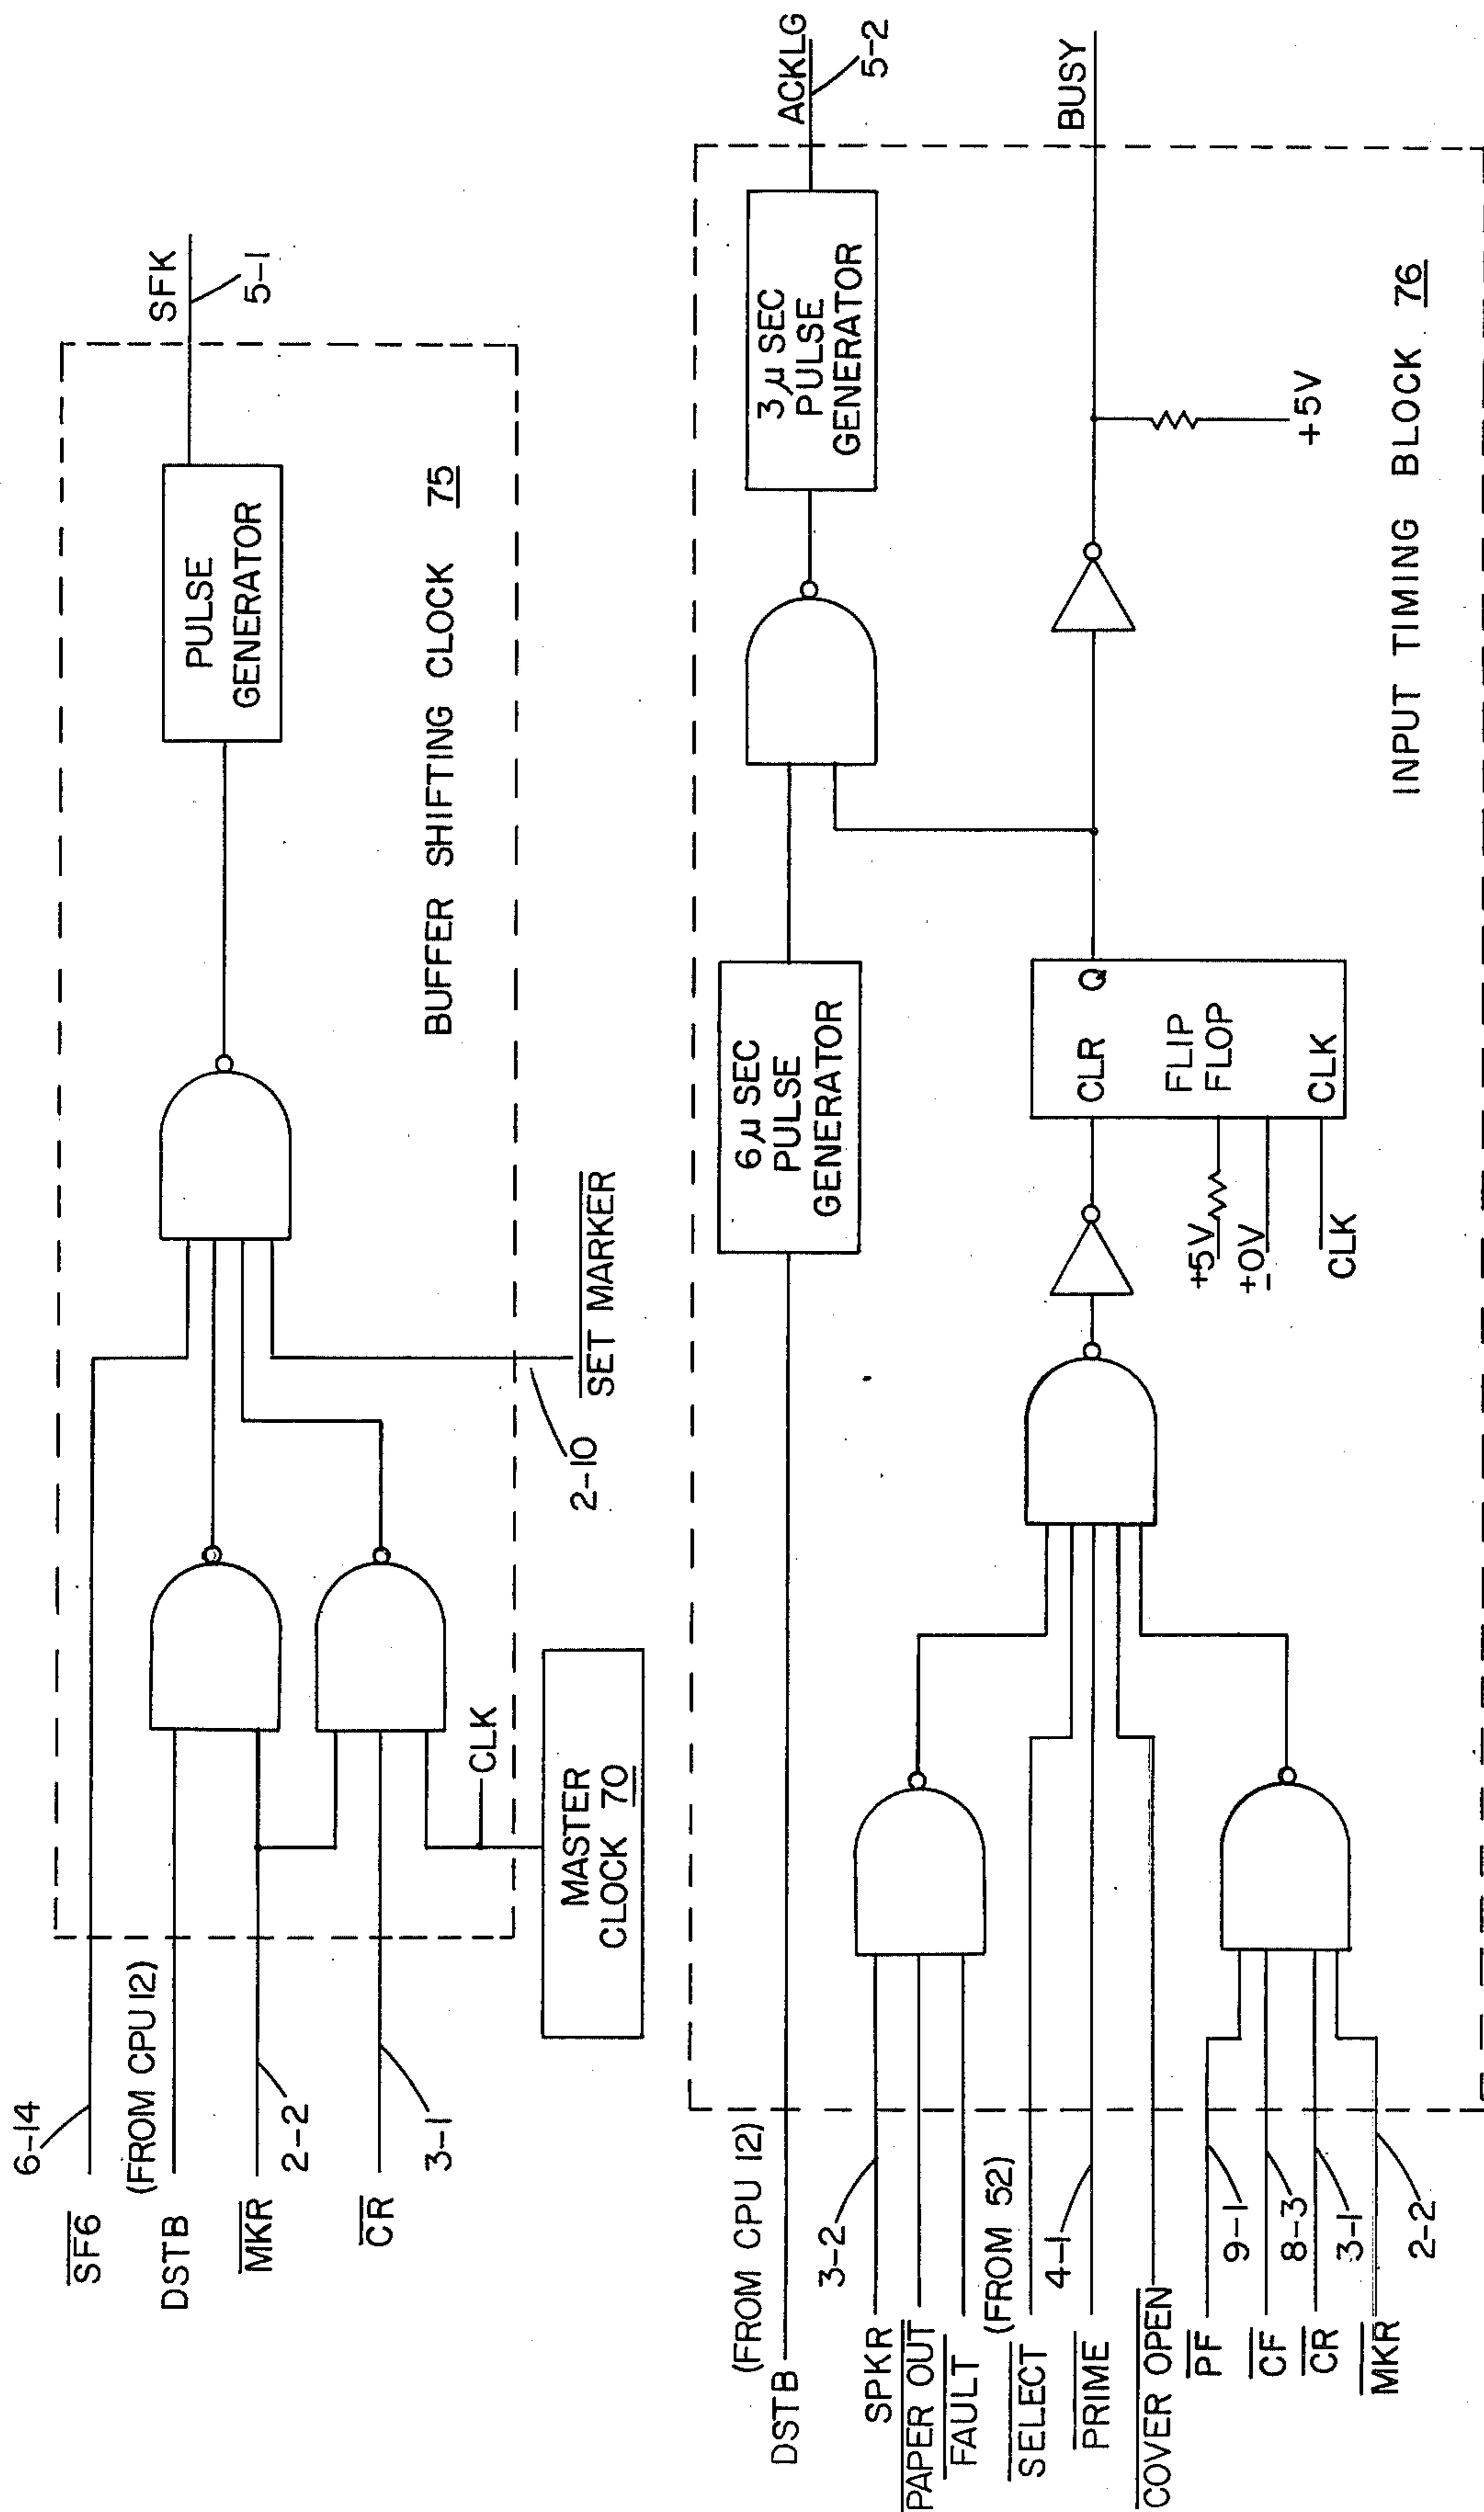 6-14
SF6
(FROM CPU 12)
DSTB
MKR
2-2
CR
3-1
MASTER
CLOCK 70
CLK
2-10
SET MARKER
BUFFER SHIFTING CLOCK 75
PULSE
GENERATOR
SFK
5-1
(FROM CPU 12)
DSTB
3-2
SPKR
PAPER OUT
FAULT
(FROM 52)
SELECT
4-1
PRIME
COVER OPEN
PF
9-1
CF
8-3
CR
3-1
MKR
2-2
6 μ SEC
PULSE
GENERATOR
+5V
±0V
CLK
CLR
Q
FLIP
FLOP
CLK
3 μ SEC
PULSE
GENERATOR
ACKLG
5-2
BUSY
+5V
INPUT TIMING BLOCK 76